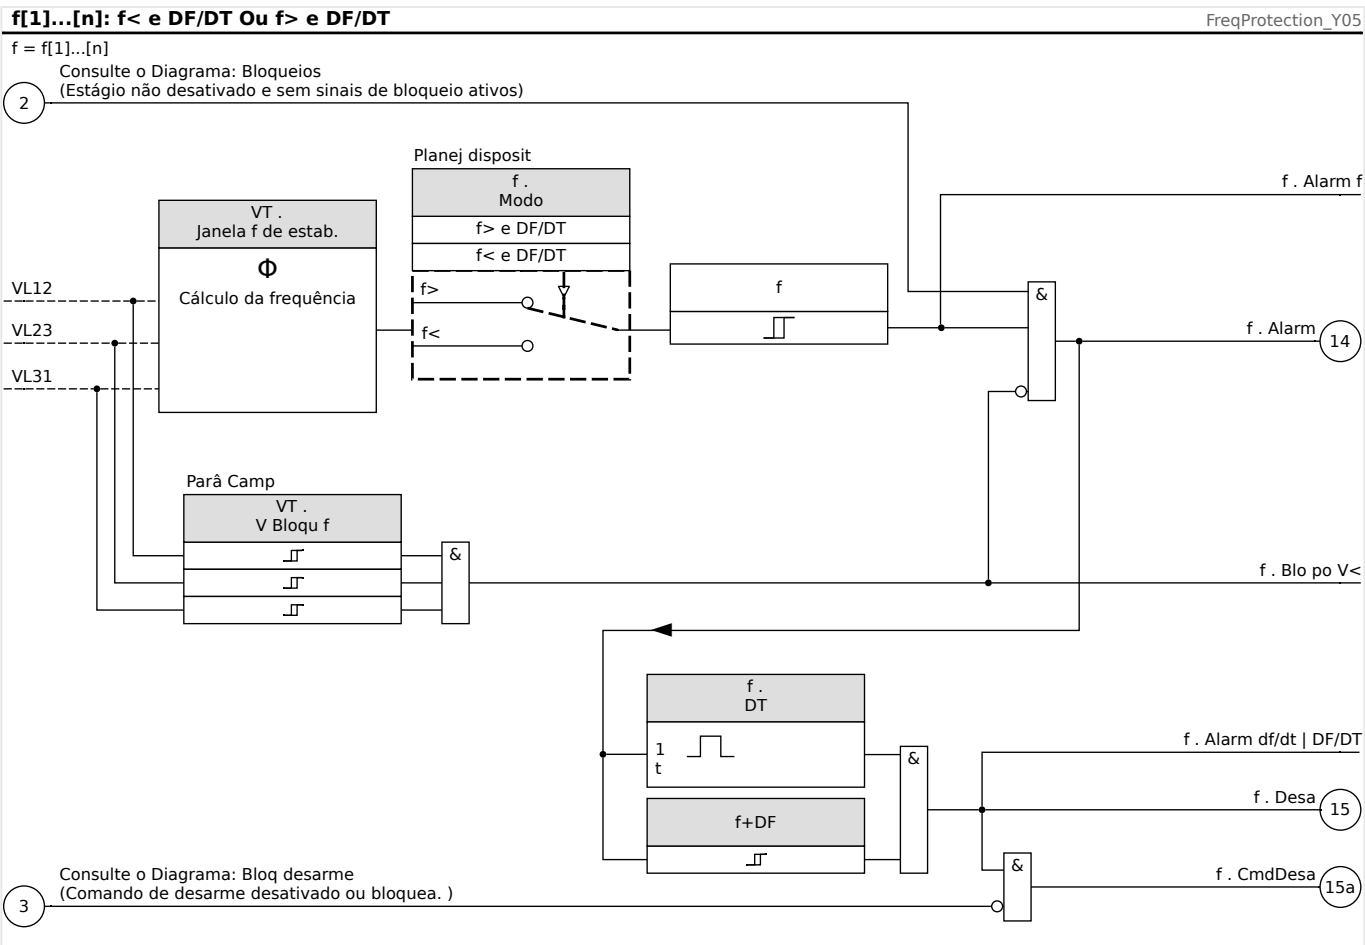 f[1]...[n]: f< e DF/DT Ou f> e DF/DT
FreqProtection_Y05
f = f[1]...[n]
Consulte o Diagrama: Bloqueios
(Estágio não desativado e sem sinais de bloqueio ativos)
2
Planej disposit
f .
Modo
f> e DF/DT
f< e DF/DT
f>
f<
VT .
Janela f de estab.
Φ
Cálculo da frequência
VL12
VL23
VL31
f
&
f . Alarm f
f . Alarm
14
Parâ Camp
VT .
V Bloqu f
&
f . Blo po V<
f .
DT
1
t
f+DF
&
f . Alarm df/dt | DF/DT
f . Desa
15
&
f . CmdDesa
15a
Consulte o Diagrama: Bloq desarme
(Comando de desarme desativado ou bloquea. )
3